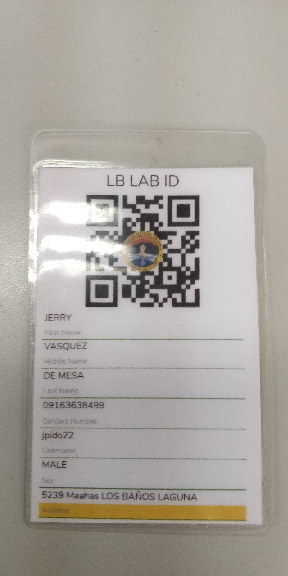 LB LAB ID
JERRY
First Name
VASQUEZ
Middle Name
DE MESA
Last Name
09163638499
Contact Number
jpido22
Username
MALE
Sex
5239 Maahas LOS BAÑOS LAGUNA
Address